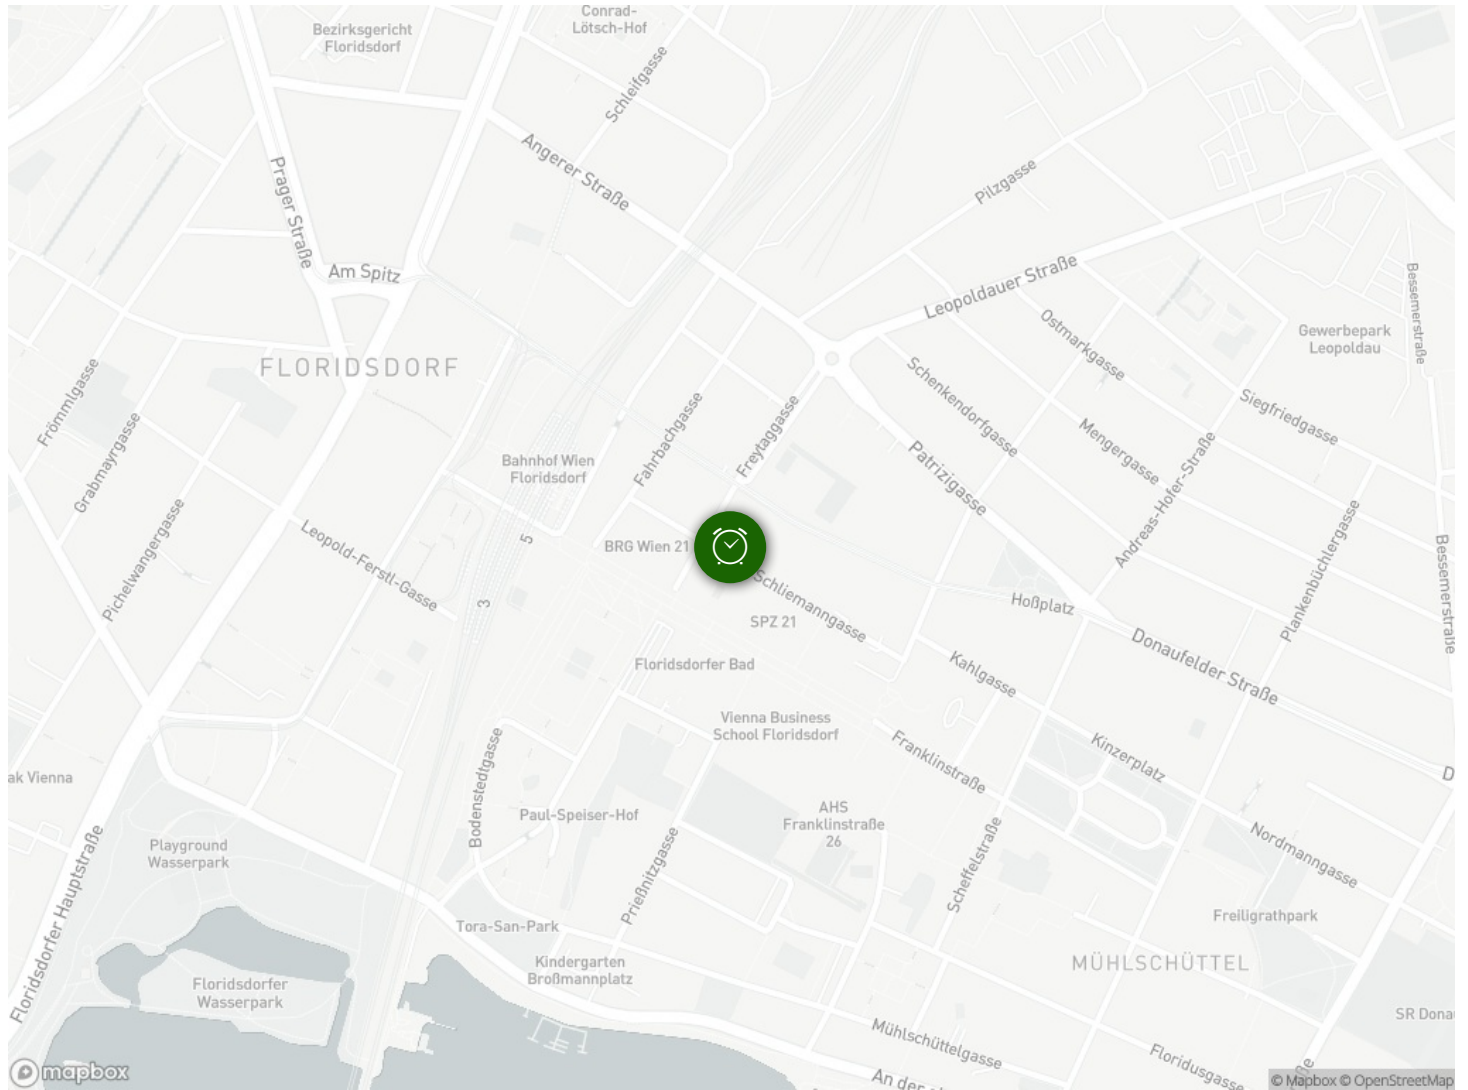 Conrad-
Lötsch-Hof
Bezirksgericht
Floridsdorf
Schleifgasse
Angerer Straße
Prager Straße
Pilzgasse
Am Spitz
Leopoldauer Straße
Bessemerstraße
Ostmarkgasse
Gewerbepark
Leopoldau
FLORIDSDORF
Schenkendorfgasse
Frömmlgasse
Siegfriedgasse
Grabmayrgasse
Fahrbachgasse
Freytaggasse
Mengergasse
Bahnhof Wien
Floridsdorf
Patrizigasse
Andreas-Hofer-Straße
Pichelwangergasse
Leopold-Ferstl-Gasse
5
BRG Wien 21
Plankenbüchlergasse
Bessemerstraße
3
Schliemanngasse
Hoßplatz
SPZ 21
Donaufelder Straße
Floridsdorfer Bad
Kahlgasse
Vienna Business
School Floridsdorf
Franklinstraße
Kinzerplatz
ak Vienna
D
Bodenstedtgasse
Paul-Speiser-Hof
AHS
Franklinstraße
26
Playground
Wasserpark
Nordmanngasse
Prießnitzgasse
Scheffelstraße
Floridsdorfer Hauptstraße
Tora-San-Park
Freiligrathpark
Kindergarten
Broßmannplatz
MÜHLSCHÜTTEL
Floridsdorfer
Wasserpark
SR Donau
Mühlschüttelgasse
Floridusgasse
An der
ße
mapbox
© Mapbox © OpenStreetMap